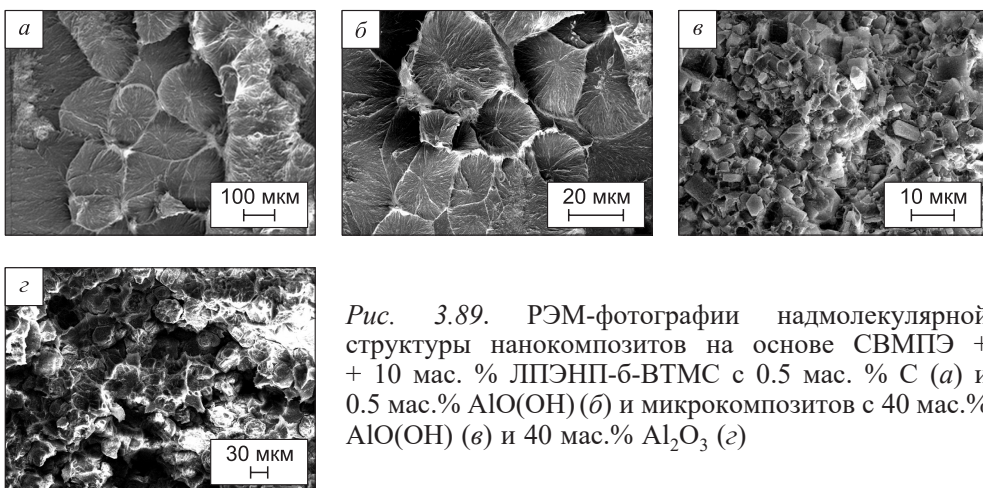 а
б
в
100 мкм
20 мкм
10 мкм
г
30 мкм
Рис. 3.89. РЭМ-фотографии надмолекулярной
структуры нанокомпозитов на основе СВМПЭ +
+ 10 мас. % ЛПЭНП-б-ВТМС с 0.5 мас. % С (а) и
0.5 мас.% AlO(OH) (б) и микрокомпозитов с 40 мас.%
AlO(OH) (в) и 40 мас.% Al₂O₃ (г)